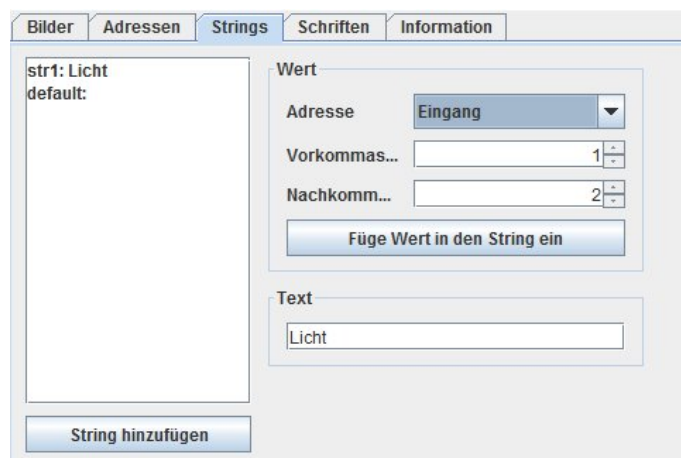 Bilder Adressen Strings Schriften Information
str1: Licht
default:
String hinzufügen
Wert
Adresse Eingang
Vorkommas... 1
Nachkomm... 2
Füge Wert in den String ein
Text
Licht